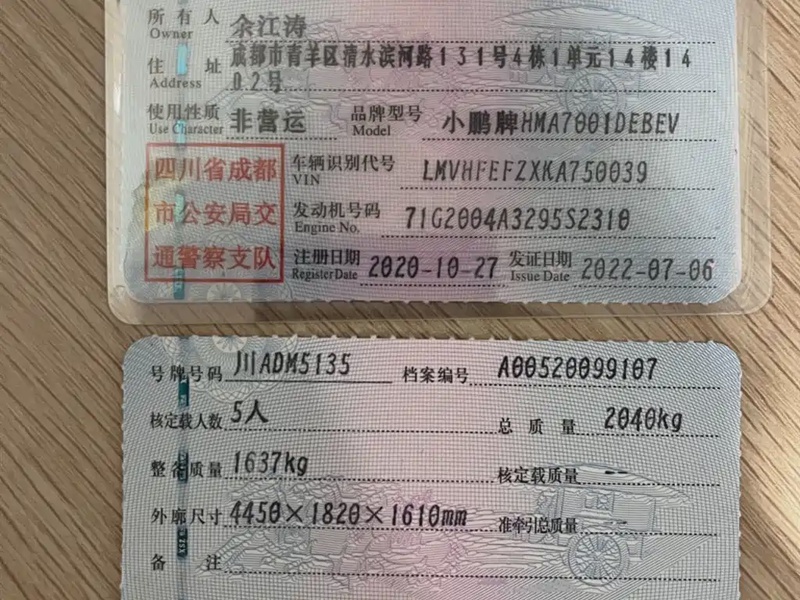 所有人 余江涛
Owner
住址 成都市青羊区清水滨河路131号4栋1单元14楼14
Address 02号
使用性质 非营运 品牌型号 小鹏牌HMA7001DEBEV
Use Character Model
四川省成都
市公安局交
通警察支队
车辆识别代号 LMVHFEFZXKA750039
VIN
发动机号码 71G2004A3295S2310
Engine No.
注册日期 2020-10-27 发证日期 2022-07-06
Register Date Issue Date
号牌号码 川ADM5135 档案编号 A00520099107
核定载人数 5人 总质量 2040kg
整备质量 1637kg 核定载质量 --
外廓尺寸 4450×1820×1610mm 准牵引总质量 --
备注